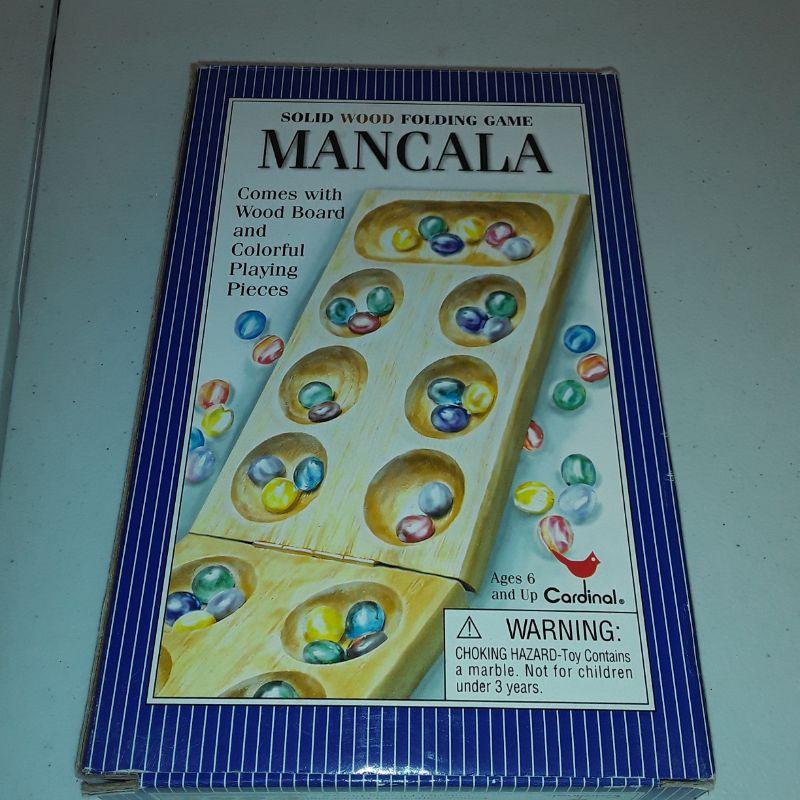 SOLID WOOD FOLDING GAME
MANCALA
Comes with
Wood Board
and
Colorful
Playing
Pieces
Ages 6
and Up
Cardinal®
WARNING:
CHOKING HAZARD-Toy Contains
a marble. Not for children
under 3 years.